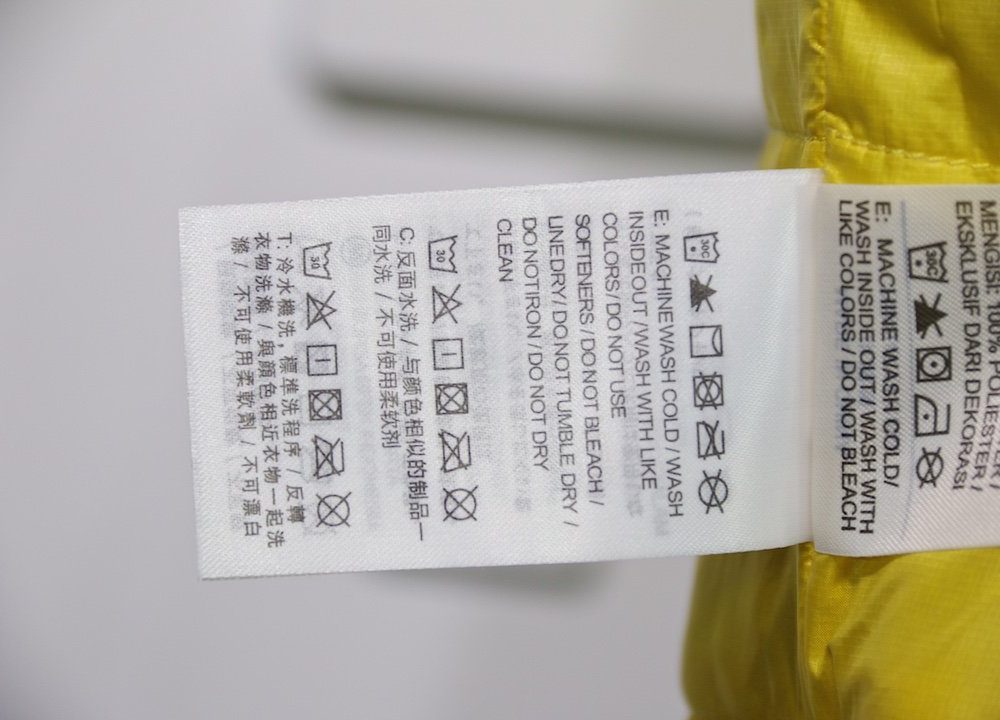 30C
E: MACHINEWASH COLD / WASH
INSIDEOUT / WASH WITH LIKE
COLORS / DO NOT USE
SOFTENERS / DO NOT BLEACH /
LINEDRY / DO NOT TUMBLE DRY /
DO NOTIRON / DO NOT DRY
CLEAN
30
C: 反面水洗 / 与颜色相似的制品一
同水洗 / 不可使用柔软剂
30
T: 冷水機洗，標准洗程序 / 反轉
衣物洗滌 / 與顏色相近衣物一起洗
滌 / 不可使用柔軟劑 / 不可漂白
MENGISI: 100% POLIESTER /
EKSKLUSIF DARI DEKORASI
30C
E: MACHINE WASH COLD/
WASH INSIDE OUT / WASH WITH
LIKE COLORS / DO NOT BLEACH